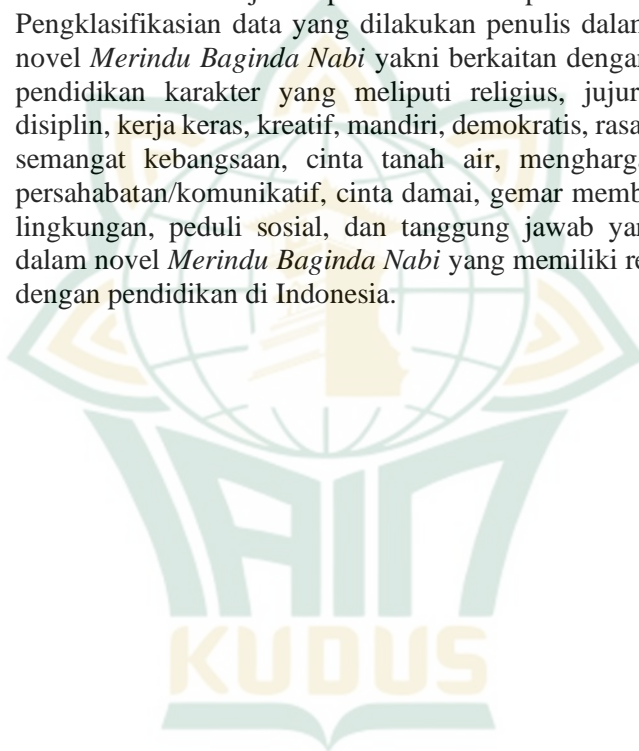 Pengklasifikasian data yang dilakukan penulis dalam
novel Merindu Baginda Nabi yakni berkaitan dengan
pendidikan karakter yang meliputi religius, jujur
disiplin, kerja keras, kreatif, mandiri, demokratis, rasa
semangat kebangsaan, cinta tanah air, mengharga
persahabatan/komunikatif, cinta damai, gemar memb
lingkungan, peduli sosial, dan tanggung jawab yan
dalam novel Merindu Baginda Nabi yang memiliki re
dengan pendidikan di Indonesia.
IAIN
KUDUS